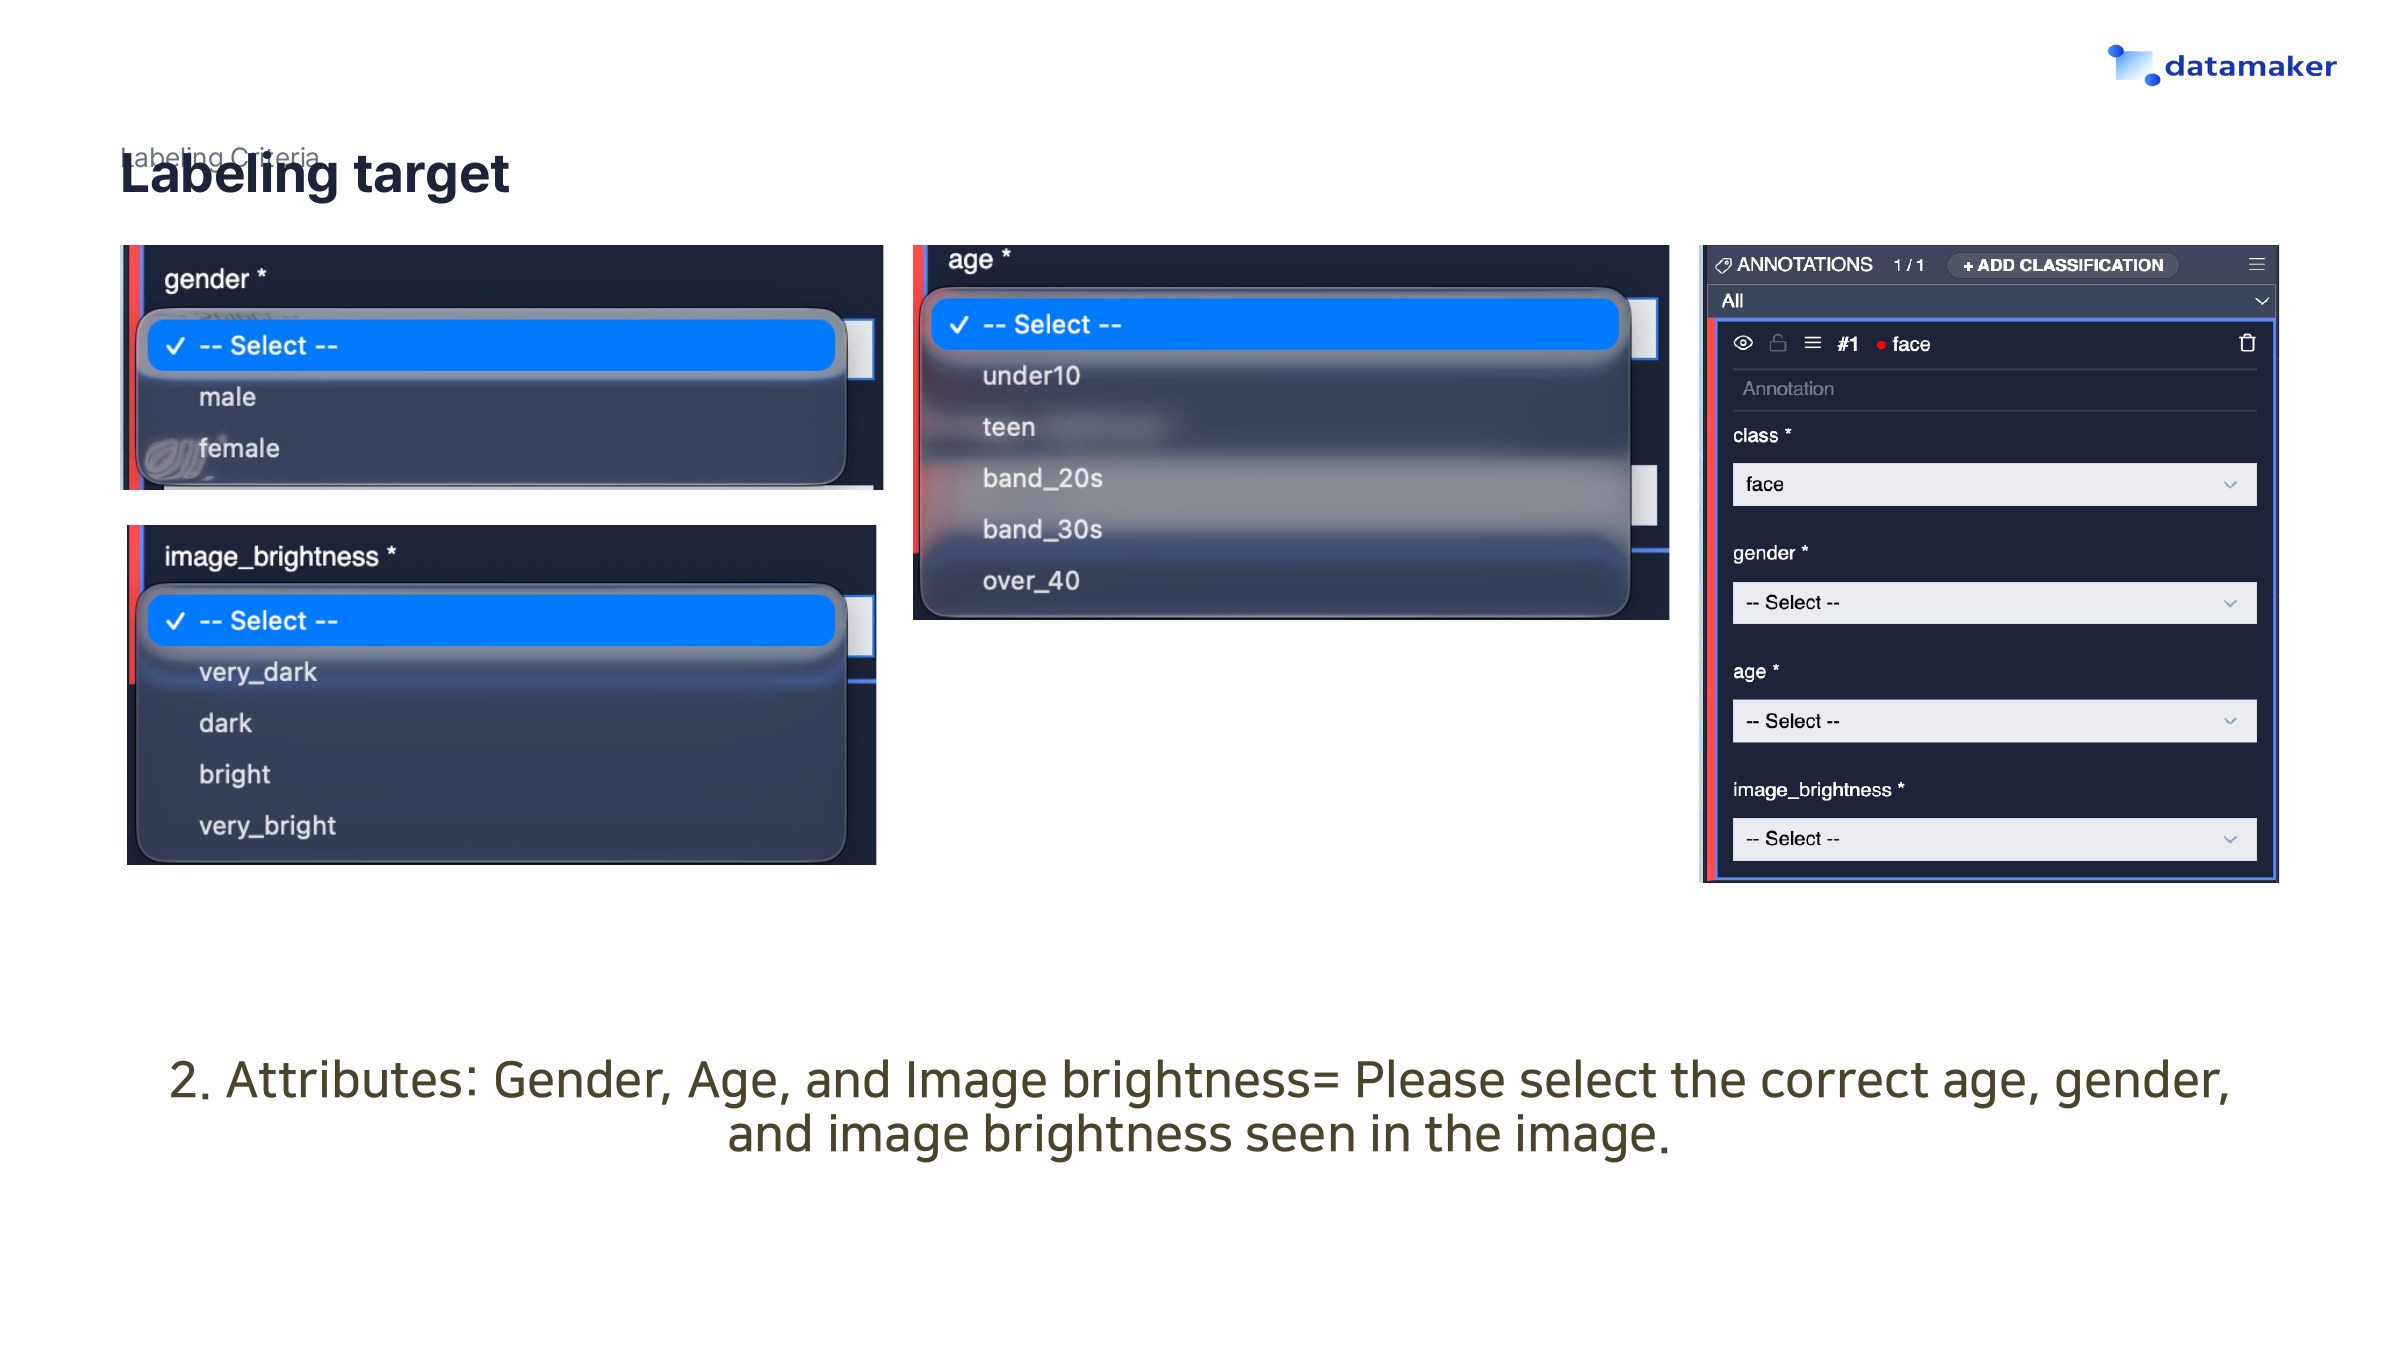 datamaker
Labeling Criteria
Labeling target
gender *
-- Select --
male
female
image_brightness *
-- Select --
very_dark
dark
bright
very_bright
age *
-- Select --
under10
teen
band_20s
band_30s
over_40
ANNOTATIONS 1 / 1 + ADD CLASSIFICATION
All
#1 face
Annotation
class *
face
gender *
-- Select --
age *
-- Select --
image_brightness *
-- Select --
2. Attributes: Gender, Age, and Image brightness= Please select the correct age, gender,
and image brightness seen in the image.